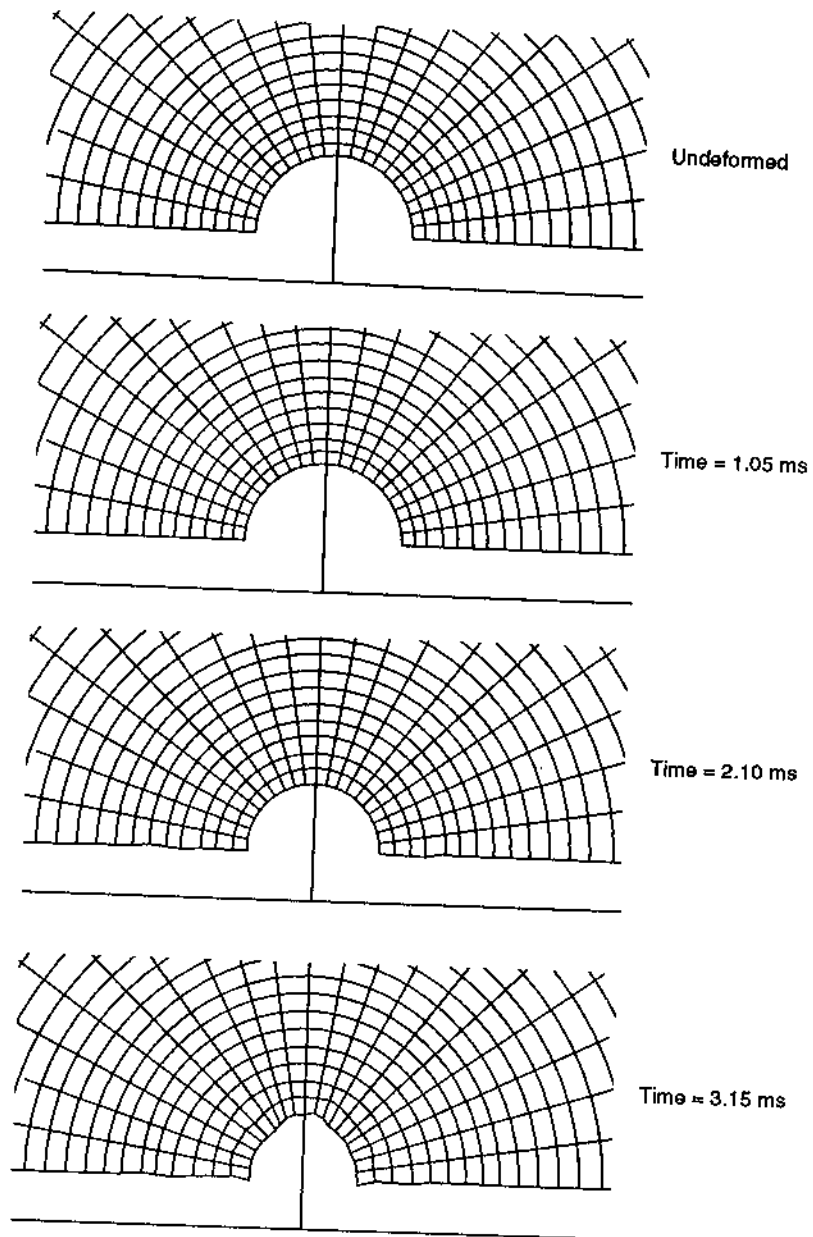 Undeformed
Time = 1.05 ms
Time = 2.10 ms
Time = 3.15 ms